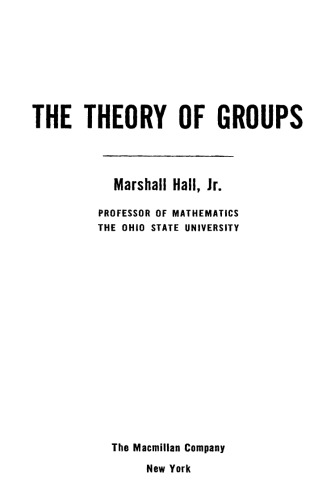 THE THEORY OF GROUPS
Marshall Hall, Jr.
PROFESSOR OF MATHEMATICS
THE OHIO STATE UNIVERSITY
The Macmillan Company
New York